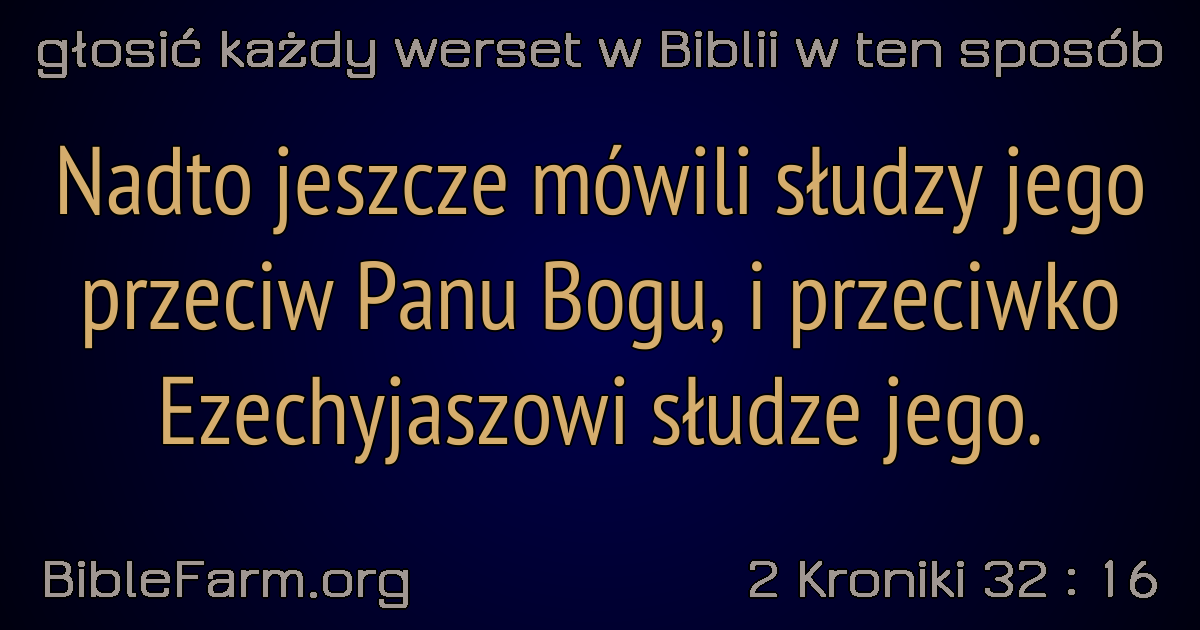 głosić każdy werset w Biblii w ten sposób
Nadto jeszcze mówili słudzy jego
przeciw Panu Bogu, i przeciwko
Ezechyjaszowi słudze jego.
BibleFarm.org
2 Kroniki 32 : 16